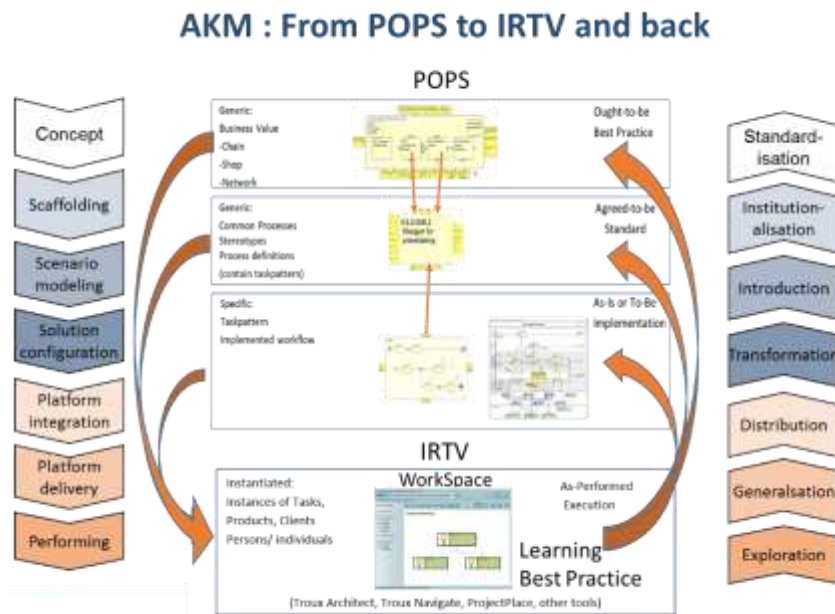 AKM : From POPS to IRTV and back
POPS
Concept
Scaffolding
Scenario
modeling
Solution
configuration
Platform
integration
Platform
delivery
Performing
Generic:
Business Value
-Chain
-Shop
-Network
Ought-to-be
Best Practice
Generic:
Common Processes
Stereotypes
Process definitions
(contain taskpattern)
Agreed-to-be
Standard
Specific:
Taskpattern
Implemented workflow
As-Is or To-Be
Implementation
IRTV
Instantiated:
Instances of Tasks,
Products, Clients
Persons/ individuals
WorkSpace
As-Performed
Execution
Learning
Best Practice
(Troux Architect, Troux Navigate, ProjectPlace, other tools)
Standard-
isation
Institution-
alisation
Introduction
Transformation
Distribution
Generalsation
Exploration